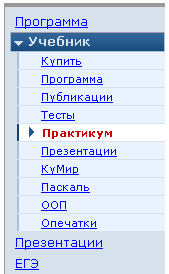 Программа
Учебник
Купить
Программа
Публикации
Тесты
Практикум
Презентации
КуМир
Паскаль
ООП
Опечатки
Презентации
ЕГЭ